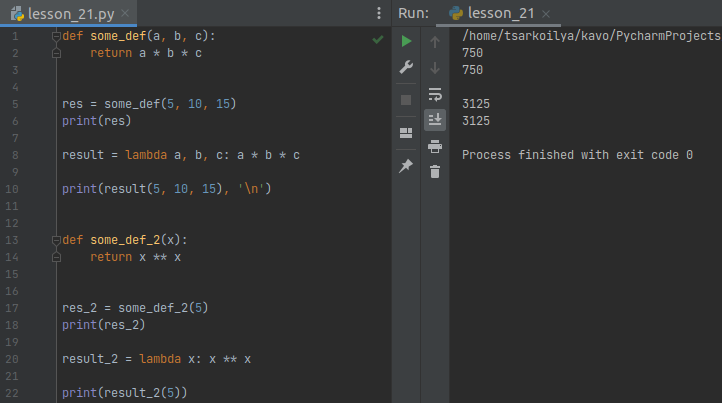 lesson_21.py
1 def some_def(a, b, c):
2 return a * b * c
3
4
5 res = some_def(5, 10, 15)
6 print(res)
7
8 result = lambda a, b, c: a * b * c
9
10 print(result(5, 10, 15), '\n')
11
12
13 def some_def_2(x):
14 return x ** x
15
16
17 res_2 = some_def_2(5)
18 print(res_2)
19
20 result_2 = lambda x: x ** x
21
22 print(result_2(5))
Run: lesson_21
/home/tsarkoilya/kavo/PycharmProjects
750
750
3125
3125
Process finished with exit code 0